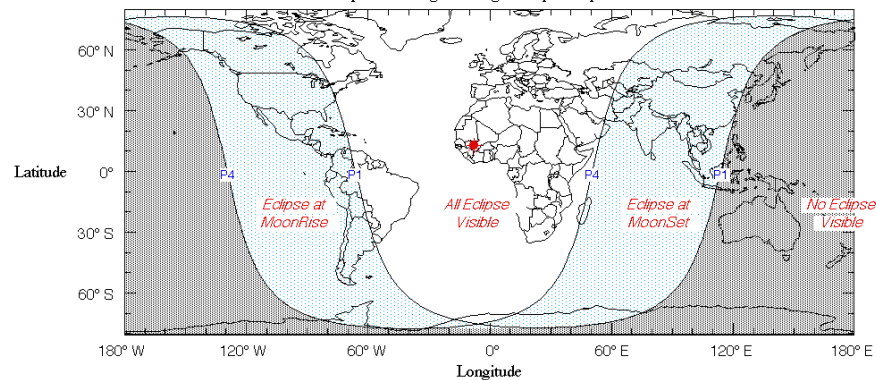 60° N
30° N
Latitude
0°
P4
P1
P4
P1
Eclipse at
MoonRise
All Eclipse
Visible
Eclipse at
MoonSet
No Eclipse
Visible
30° S
60° S
180° W
120° W
60° W
0°
60° E
120° E
180° E
Longitude